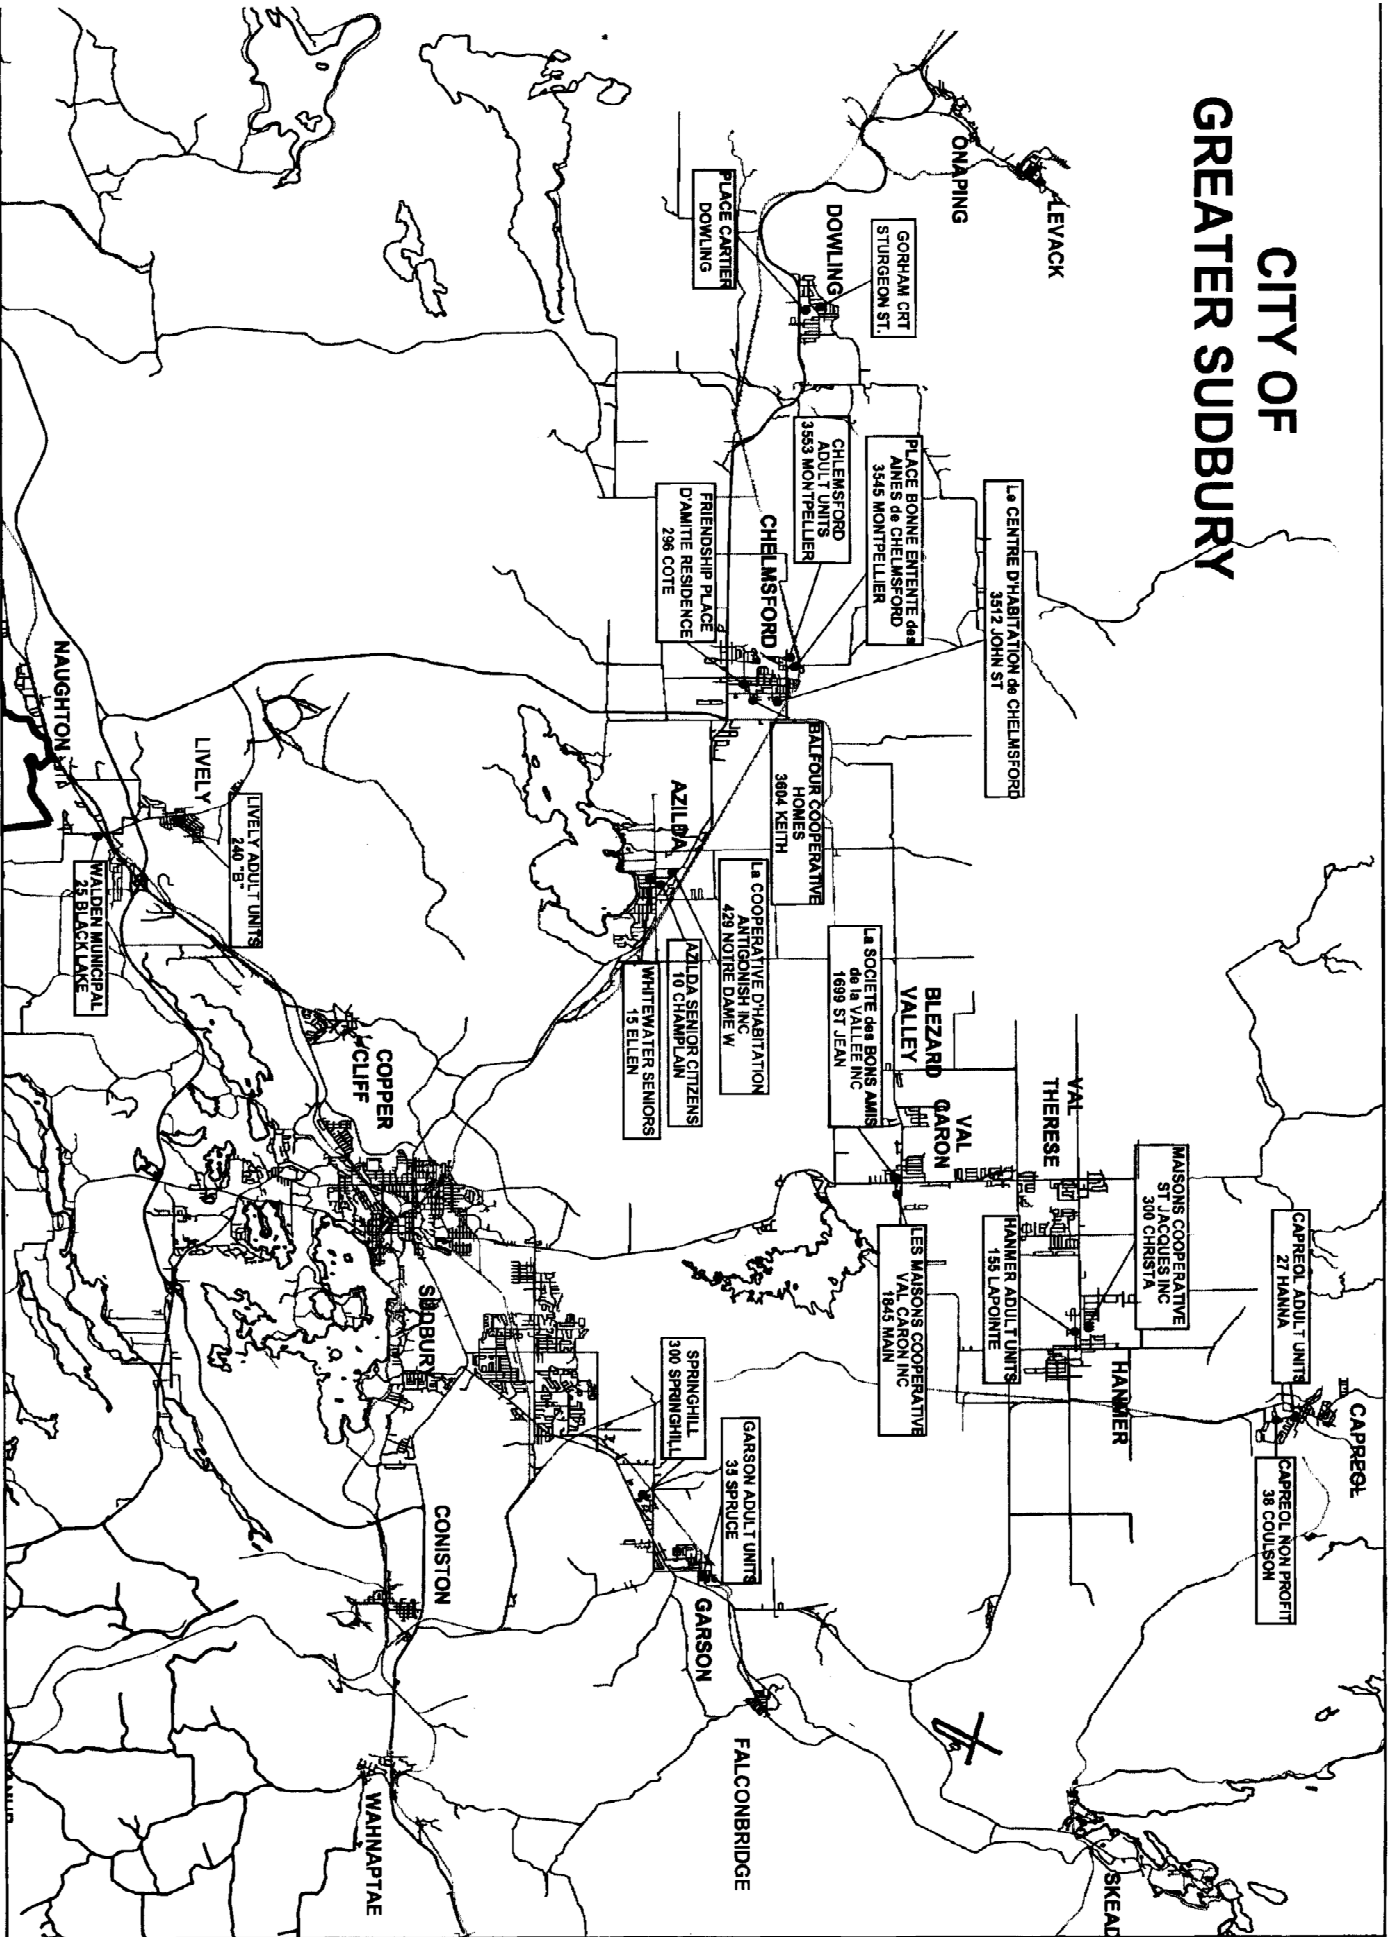 CITY OF
GREATER SUDBURY
LEVACK
ONAPING
GORHAM CRT
STURGEON ST.
DOWLING
PLACE CARTIER
DOWLING
Le CENTRE D'HABITATION de CHELMSFORD
3512 JOHN ST
PLACE BONNE ENTENTE des
AINES de CHELMSFORD
3545 MONTPELLIER
CHLEMSFORD
ADULT UNITS
3553 MONTPELLIER
CHELMSFORD
FRIENDSHIP PLACE
D'AMITIE RESIDENCE
296 COTE
BALFOUR COOPERATIVE
HOMES
3604 KEITH
AZILDA
La COOPERATIVE D'HABITATION
ANTIGONISH INC
429 NOTRE DAME W
AZILDA SENIOR CITIZENS
10 CHAMPLAIN
WHITEWATER SENIORS
15 ELLEN
NAUGHTON
LIVELY
LIVELY ADULT UNITS
240 "B"
WALDEN MUNICIPAL
25 BLACK LAKE
COPPER
CLIFF
La SOCIETE des BONS AMIS
de la VALLEE INC
1699 ST JEAN
BLEZARD
VALLEY
VAL
CARON
VAL
THERESE
MAISONS COOPERATIVE
ST JACQUES INC
300 CHRISTA
HANMER ADULT UNITS
155 LAPOINTE
LES MAISONS COOPERATIVE
VAL CARON INC
1845 MAIN
HANMER
CAPREOL ADULT UNITS
27 HANNA
CAPREOL
CAPREOL NON PROFIT
38 COULSON
SUDBURY
SPRINGHILL
300 SPRINGHILL
GARSON ADULT UNITS
35 SPRUCE
GARSON
CONISTON
FALCONBRIDGE
WAHNAPTAE
SKEAD